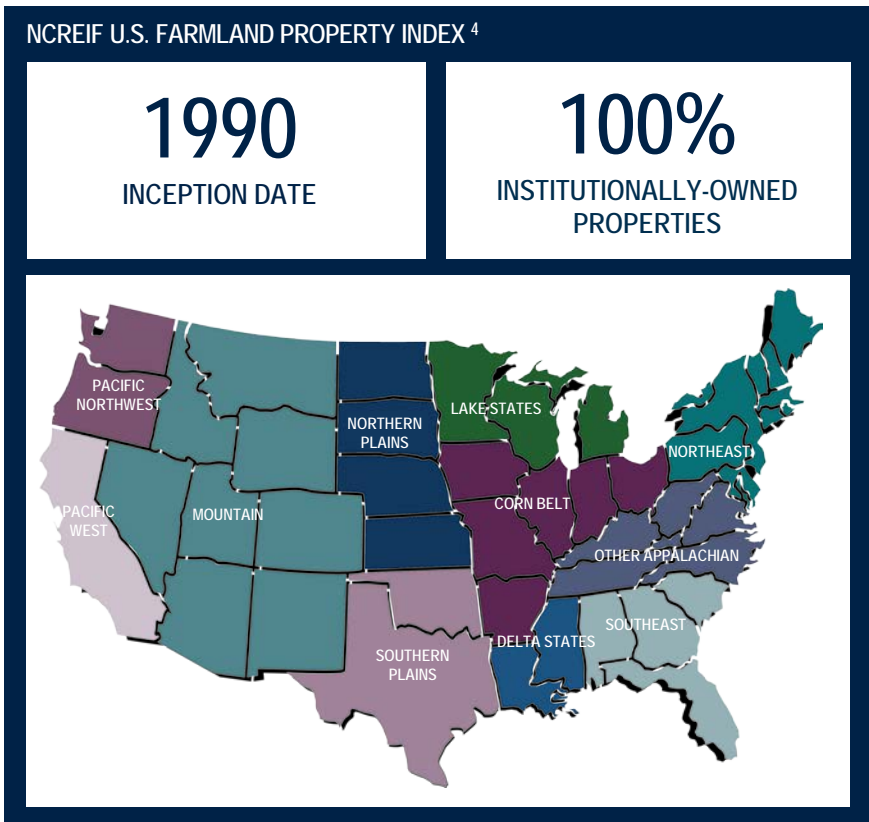 NCREIF U.S. FARMLAND PROPERTY INDEX 4
1990
INCEPTION DATE
100%
INSTITUTIONALLY-OWNED
PROPERTIES
PACIFIC
NORTHWEST
LAKE STATES
NORTHERN
PLAINS
NORTHEAST
PACIFIC
WEST
MOUNTAIN
CORN BELT
OTHER APPALACHIAN
SOUTHEAST
DELTA STATES
SOUTHERN
PLAINS